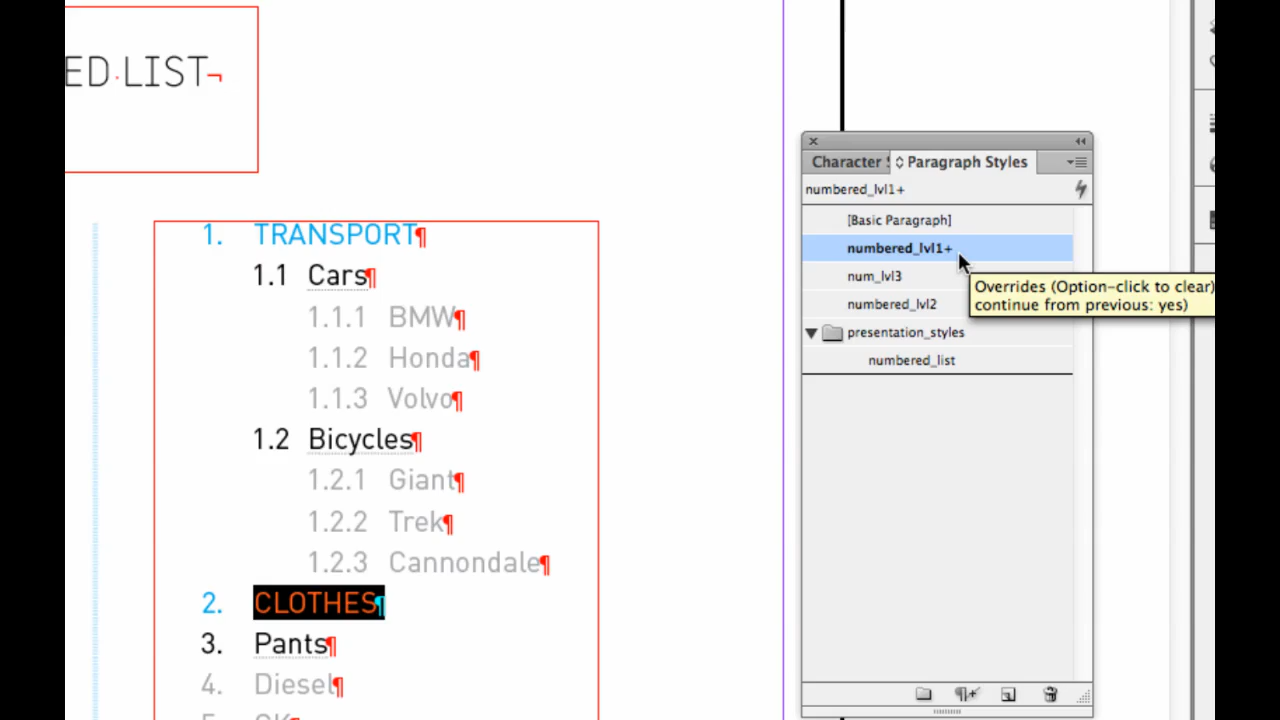 ED LIST¬
1. TRANSPORT¶
1.1 Cars¶
1.1.1 BMW¶
1.1.2 Honda¶
1.1.3 Volvo¶
1.2 Bicycles¶
1.2.1 Giant¶
1.2.2 Trek¶
1.2.3 Cannondale¶
2. CLOTHES¶
3. Pants¶
4. Diesel¶
Character Paragraph Styles
numbered_lvl1+
[Basic Paragraph]
numbered_lvl1+
num_lvl3
numbered_lvl2
presentation_styles
numbered_list
Overrides (Option-click to clear)
continue from previous: yes)